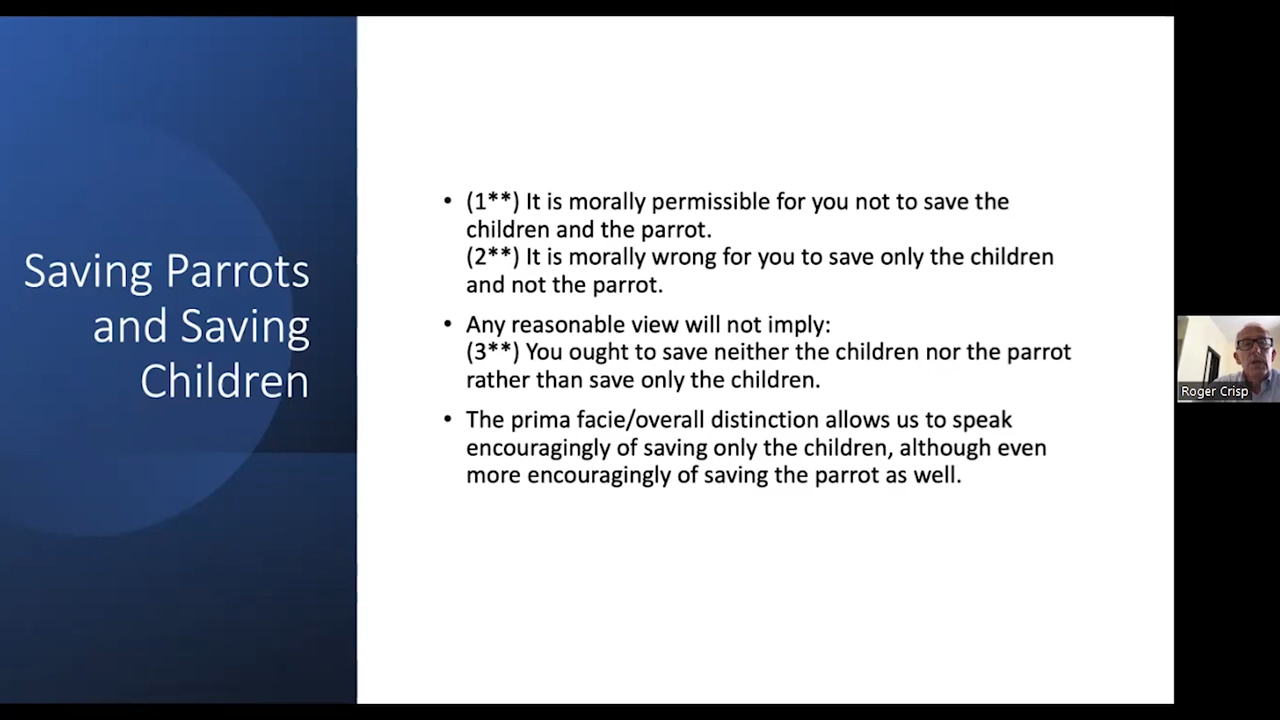 Saving Parrots
and Saving
Children
• (1**) It is morally permissible for you not to save the
children and the parrot.
(2**) It is morally wrong for you to save only the children
and not the parrot.
• Any reasonable view will not imply:
(3**) You ought to save neither the children nor the parrot
rather than save only the children.
• The prima facie/overall distinction allows us to speak
encouragingly of saving only the children, although even
more encouragingly of saving the parrot as well.
Roger Crisp